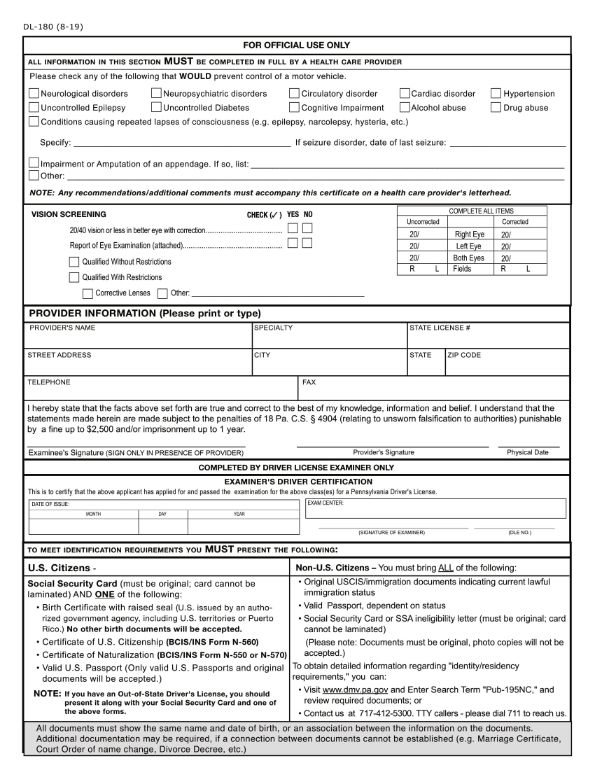 DL-180 (8-19)
FOR OFFICIAL USE ONLY
ALL INFORMATION IN THIS SECTION MUST BE COMPLETED IN FULL BY A HEALTH CARE PROVIDER
Please check any of the following that WOULD prevent control of a motor vehicle.
Neurological disorders Neuropsychiatric disorders Circulatory disorder Cardiac disorder Hypertension
Uncontrolled Epilepsy Uncontrolled Diabetes Cognitive Impairment Alcohol abuse Drug abuse
Conditions causing repeated lapses of consciousness (e.g. epilepsy, narcolepsy, hysteria, etc.)
Specify: If seizure disorder, date of last seizure:
Impairment or Amputation of an appendage. If so, list:
Other:
NOTE: Any recommendations/additional comments must accompany this certificate on a health care provider's letterhead.
VISION SCREENING CHECK (✓) YES NO
20/40 vision or less in better eye with correction
Report of Eye Examination (attached)
Qualified Without Restrictions
Qualified With Restrictions
Corrective Lenses Other:
COMPLETE ALL ITEMS
Uncorrected Corrected
20/ Right Eye 20/
20/ Left Eye 20/
20/ Both Eyes 20/
R L Fields R L
PROVIDER INFORMATION (Please print or type)
PROVIDER'S NAME SPECIALTY STATE LICENSE #
STREET ADDRESS CITY STATE ZIP CODE
TELEPHONE FAX
I hereby state that the facts above set forth are true and correct to the best of my knowledge, information and belief. I understand that the
statements made herein are made subject to the penalties of 18 Pa. C.S. § 4904 (relating to unsworn falsification to authorities) punishable
by a fine up to $2,500 and/or imprisonment up to 1 year.
Examinee's Signature (SIGN ONLY IN PRESENCE OF PROVIDER) Provider's Signature Physical Date
COMPLETED BY DRIVER LICENSE EXAMINER ONLY
EXAMINER'S DRIVER CERTIFICATION
This is to certify that the above applicant has applied for and passed the examination for the above class(es) for a Pennsylvania Driver's License.
DATE OF ISSUE: EXAM CENTER:
MONTH DAY YEAR
(SIGNATURE OF EXAMINER) (DLE NO.)
TO MEET IDENTIFICATION REQUIREMENTS YOU MUST PRESENT THE FOLLOWING:
U.S. Citizens -
Social Security Card (must be original; card cannot be
laminated) AND ONE of the following:
• Birth Certificate with raised seal (U.S. issued by an autho-
rized government agency, including U.S. territories or Puerto
Rico.) No other birth documents will be accepted.
• Certificate of U.S. Citizenship (BCIS/INS Form N-560)
• Certificate of Naturalization (BCIS/INS Form N-550 or N-570)
• Valid U.S. Passport (Only valid U.S. Passports and original
documents will be accepted.)
NOTE: If you have an Out-of-State Driver's License, you should
present it along with your Social Security Card and one of
the above forms.
Non-U.S. Citizens – You must bring ALL of the following:
• Original USCIS/immigration documents indicating current lawful
immigration status
• Valid Passport, dependent on status
• Social Security Card or SSA ineligibility letter (must be original; card
cannot be laminated)
(Please note: Documents must be original, photo copies will not be
accepted.)
To obtain detailed information regarding "identity/residency
requirements," you can:
• Visit www.dmv.pa.gov and Enter Search Term "Pub-195NC," and
review required documents; or
• Contact us at 717-412-5300. TTY callers - please dial 711 to reach us.
All documents must show the same name and date of birth, or an association between the information on the documents.
Additional documentation may be required, if a connection between documents cannot be established (e.g. Marriage Certificate,
Court Order of name change, Divorce Decree, etc.)